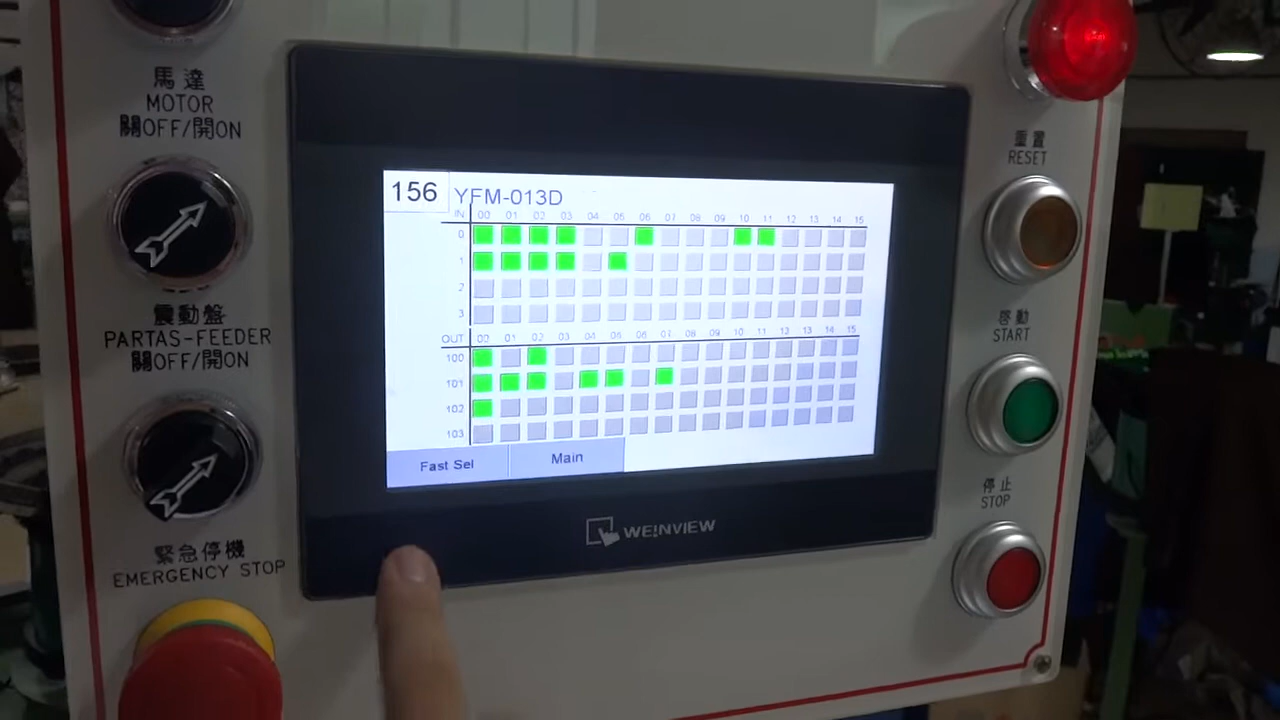 馬達
MOTOR
關OFF/開ON
震動盤
PARTAS-FEEDER
關OFF/開ON
緊急停機
EMERGENCY STOP
156 YFM-013D
IN 00 01 02 03 04 05 06 07 08 09 10 11 12 13 14 15
0
1
2
3
OUT 00 01 02 03 04 05 06 07 08 09 10 11 12 13 14 15
100
101
102
103
Fast Sel Main
WEINVIEW
重置
RESET
啓動
START
停止
STOP